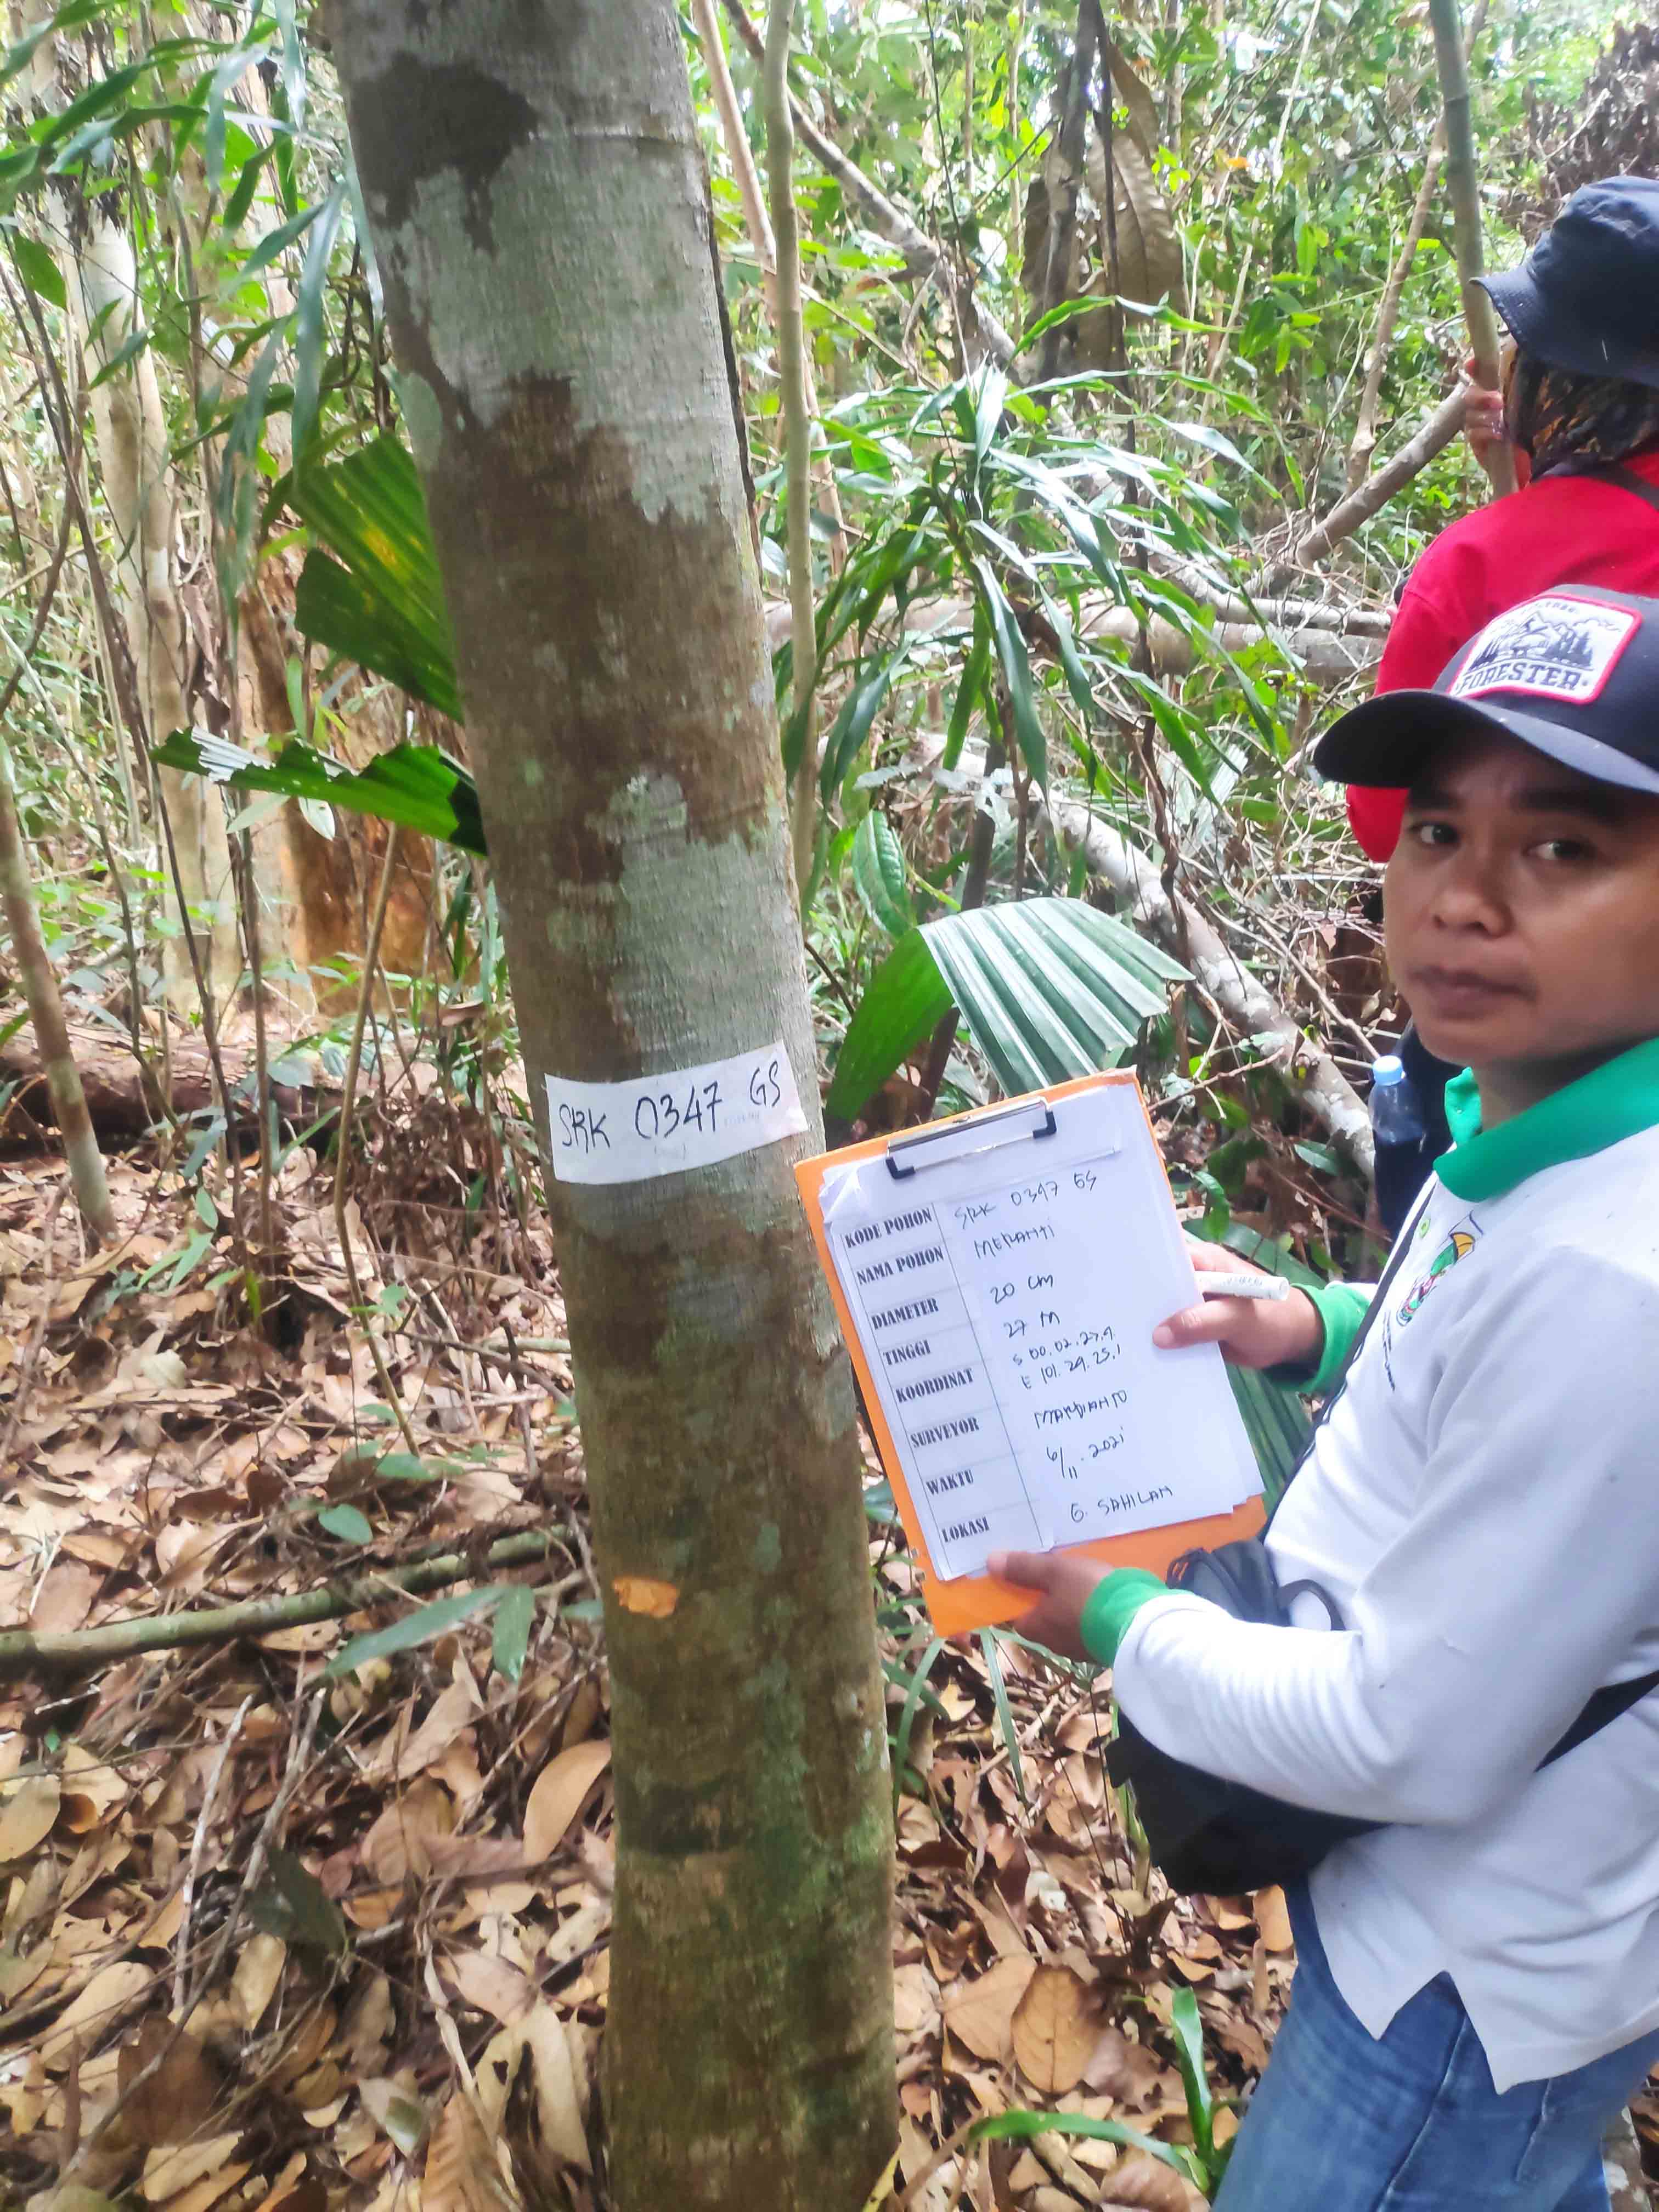 FORESTER
SRK 0347 GS
KODE POHON SRK 0347 GS
NAMA POHON MERANTI
DIAMETER 20 CM
TINGGI 27 M
KOORDINAT S 00.02.27.9.
E 101.29.25.1
SURVEYOR MARDIANTO
WAKTU 6/11.2021
LOKASI G. SAHILAN